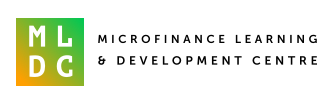 ML
DC
MICROFINANCE LEARNING
& DEVELOPMENT CENTRE